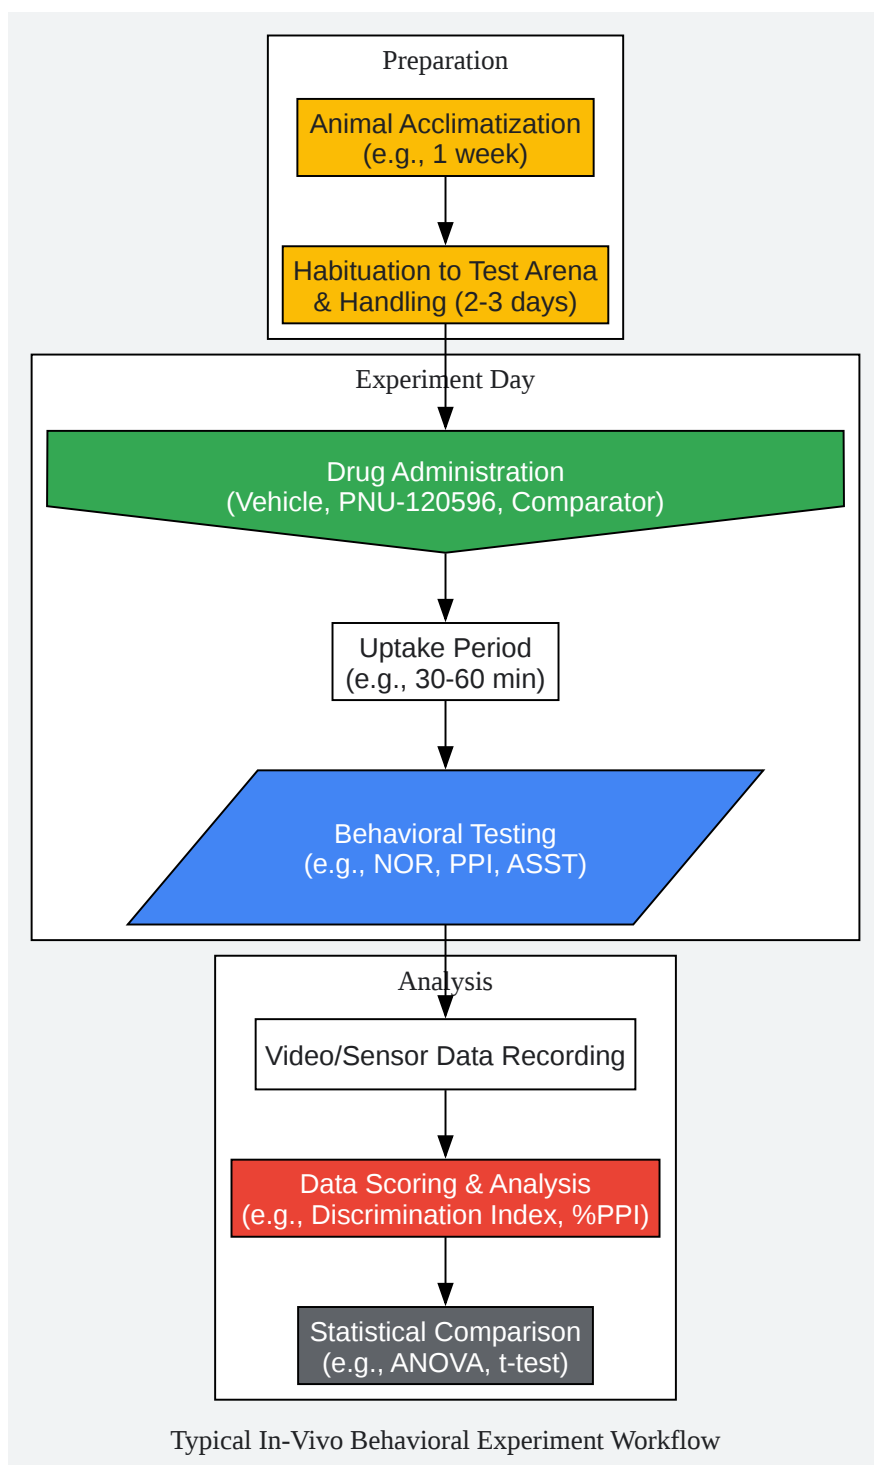 Preparation
Animal Acclimatization
(e.g., 1 week)
Habituation to Test Arena
& Handling (2-3 days)
Experiment Day
Drug Administration
(Vehicle, PNU-120596, Comparator)
Uptake Period
(e.g., 30-60 min)
Behavioral Testing
(e.g., NOR, PPI, ASST)
Analysis
Video/Sensor Data Recording
Data Scoring & Analysis
(e.g., Discrimination Index, %PPI)
Statistical Comparison
(e.g., ANOVA, t-test)
Typical In-Vivo Behavioral Experiment Workflow